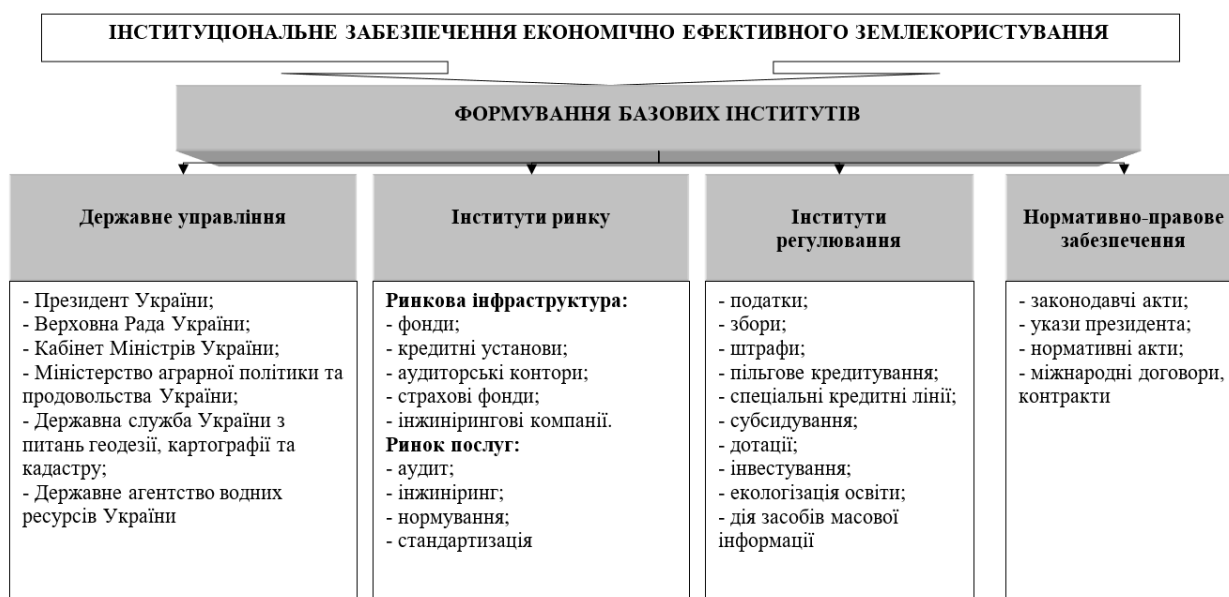 ІНСТИТУЦІОНАЛЬНЕ ЗАБЕЗПЕЧЕННЯ ЕКОНОМІЧНО ЕФЕКТИВНОГО ЗЕМЛЕКОРИСТУВАННЯ
ФОРМУВАННЯ БАЗОВИХ ІНСТИТУТІВ
Державне управління
- Президент України;
- Верховна Рада України;
- Кабінет Міністрів України;
- Міністерство аграрної політики та
продовольства України;
- Державна служба України з
питань геодезії, картографії та
кадастру;
- Державне агентство водних
ресурсів України
Інститути ринку
Ринкова інфраструктура:
- фонди;
- кредитні установи;
- аудиторські контори;
- страхові фонди;
- інжинірингові компанії.
Ринок послуг:
- аудит;
- інжиніринг;
- нормування;
- стандартизація
Інститути
регулювання
- податки;
- збори;
- штрафи;
- пільгове кредитування;
- спеціальні кредитні лінії;
- субсидування;
- дотації;
- інвестування;
- екологізація освіти;
- дія засобів масової
інформації
Нормативно-правове
забезпечення
- законодавчі акти;
- укази президента;
- нормативні акти;
- міжнародні договори,
контракти